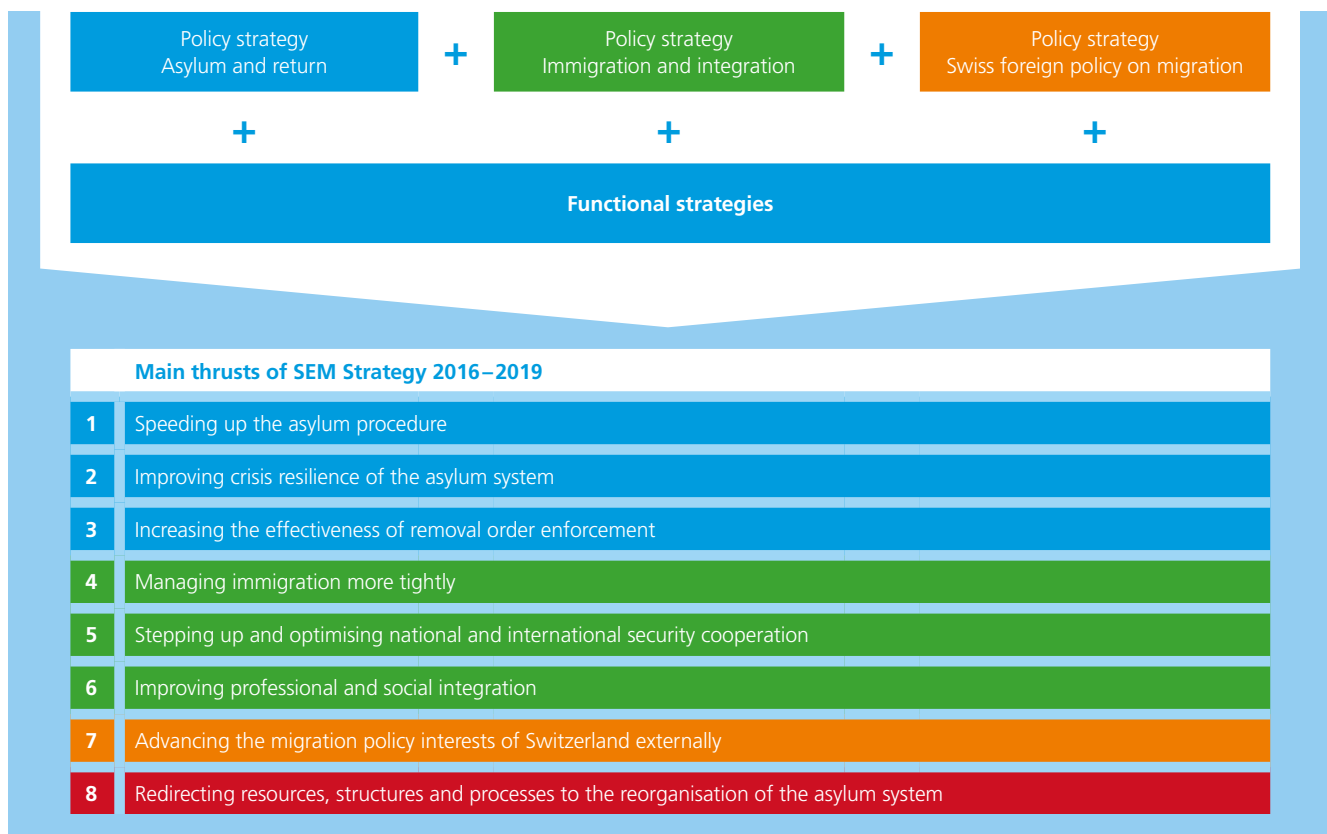 Policy strategy
Asylum and return
+
Policy strategy
Immigration and integration
+
Policy strategy
Swiss foreign policy on migration
+
+
+
Functional strategies
Main thrusts of SEM Strategy 2016–2019
1 Speeding up the asylum procedure
2 Improving crisis resilience of the asylum system
3 Increasing the effectiveness of removal order enforcement
4 Managing immigration more tightly
5 Stepping up and optimising national and international security cooperation
6 Improving professional and social integration
7 Advancing the migration policy interests of Switzerland externally
8 Redirecting resources, structures and processes to the reorganisation of the asylum system